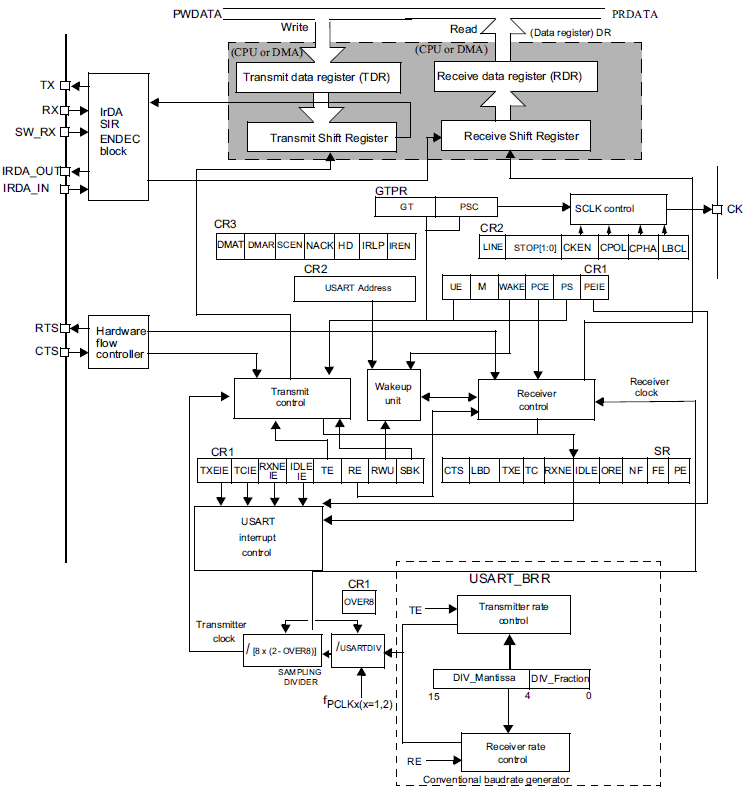 PWDATA
PRDATA
Write
Read
(Data register) DR
(CPU or DMA)
(CPU or DMA)
Transmit data register (TDR)
Receive data register (RDR)
TX
RX
SW_RX
IRDA_OUT
IRDA_IN
IrDA
SIR
ENDEC
block
Transmit Shift Register
Receive Shift Register
GTPR
GT
PSC
SCLK control
CK
CR3
DMAT
DMAR
SCEN
NACK
HD
IRLP
IREN
CR2
LINE
STOP[1:0]
CKEN
CPOL
CPHA
LBCL
CR2
USART Address
CR1
UE
M
WAKE
PCE
PS
PEIE
RTS
CTS
Hardware
flow
controller
Transmit
control
Wakeup
unit
Receiver
control
Receiver
clock
CR1
TXEIE
TCIE
RXNE
IE
IDLE
IE
TE
RE
RWU
SBK
SR
CTS
LBD
TXE
TC
RXNE
IDLE
ORE
NF
FE
PE
USART
interrupt
control
USART_BRR
CR1
OVER8
Transmitter
clock
/ [8 x (2 - OVER8)]
/USARTDIV
SAMPLING
DIVIDER
fPCLKx(x=1,2)
TE
Transmitter rate
control
DIV_Mantissa
DIV_Fraction
15
4
0
RE
Receiver rate
control
Conventional baudrate generator